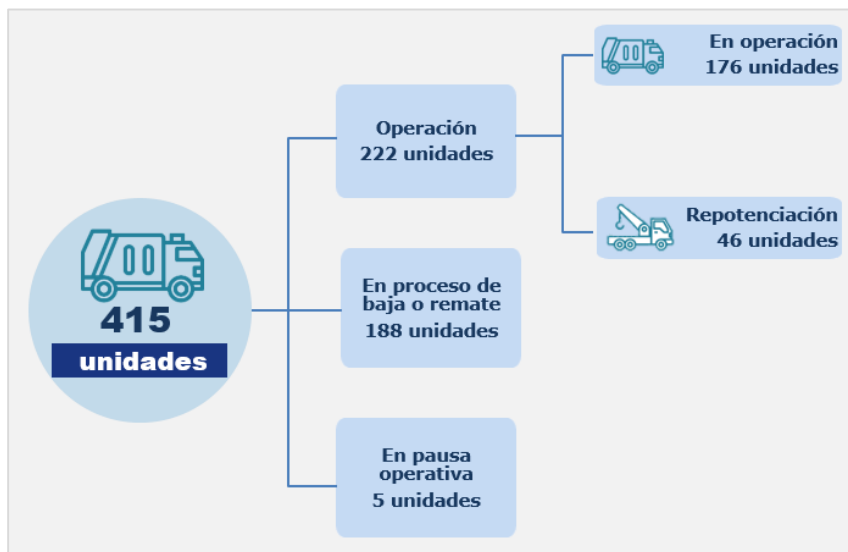 415
unidades
Operación
222 unidades
En proceso de
baja o remate
188 unidades
En pausa
operativa
5 unidades
En operación
176 unidades
Repotenciación
46 unidades